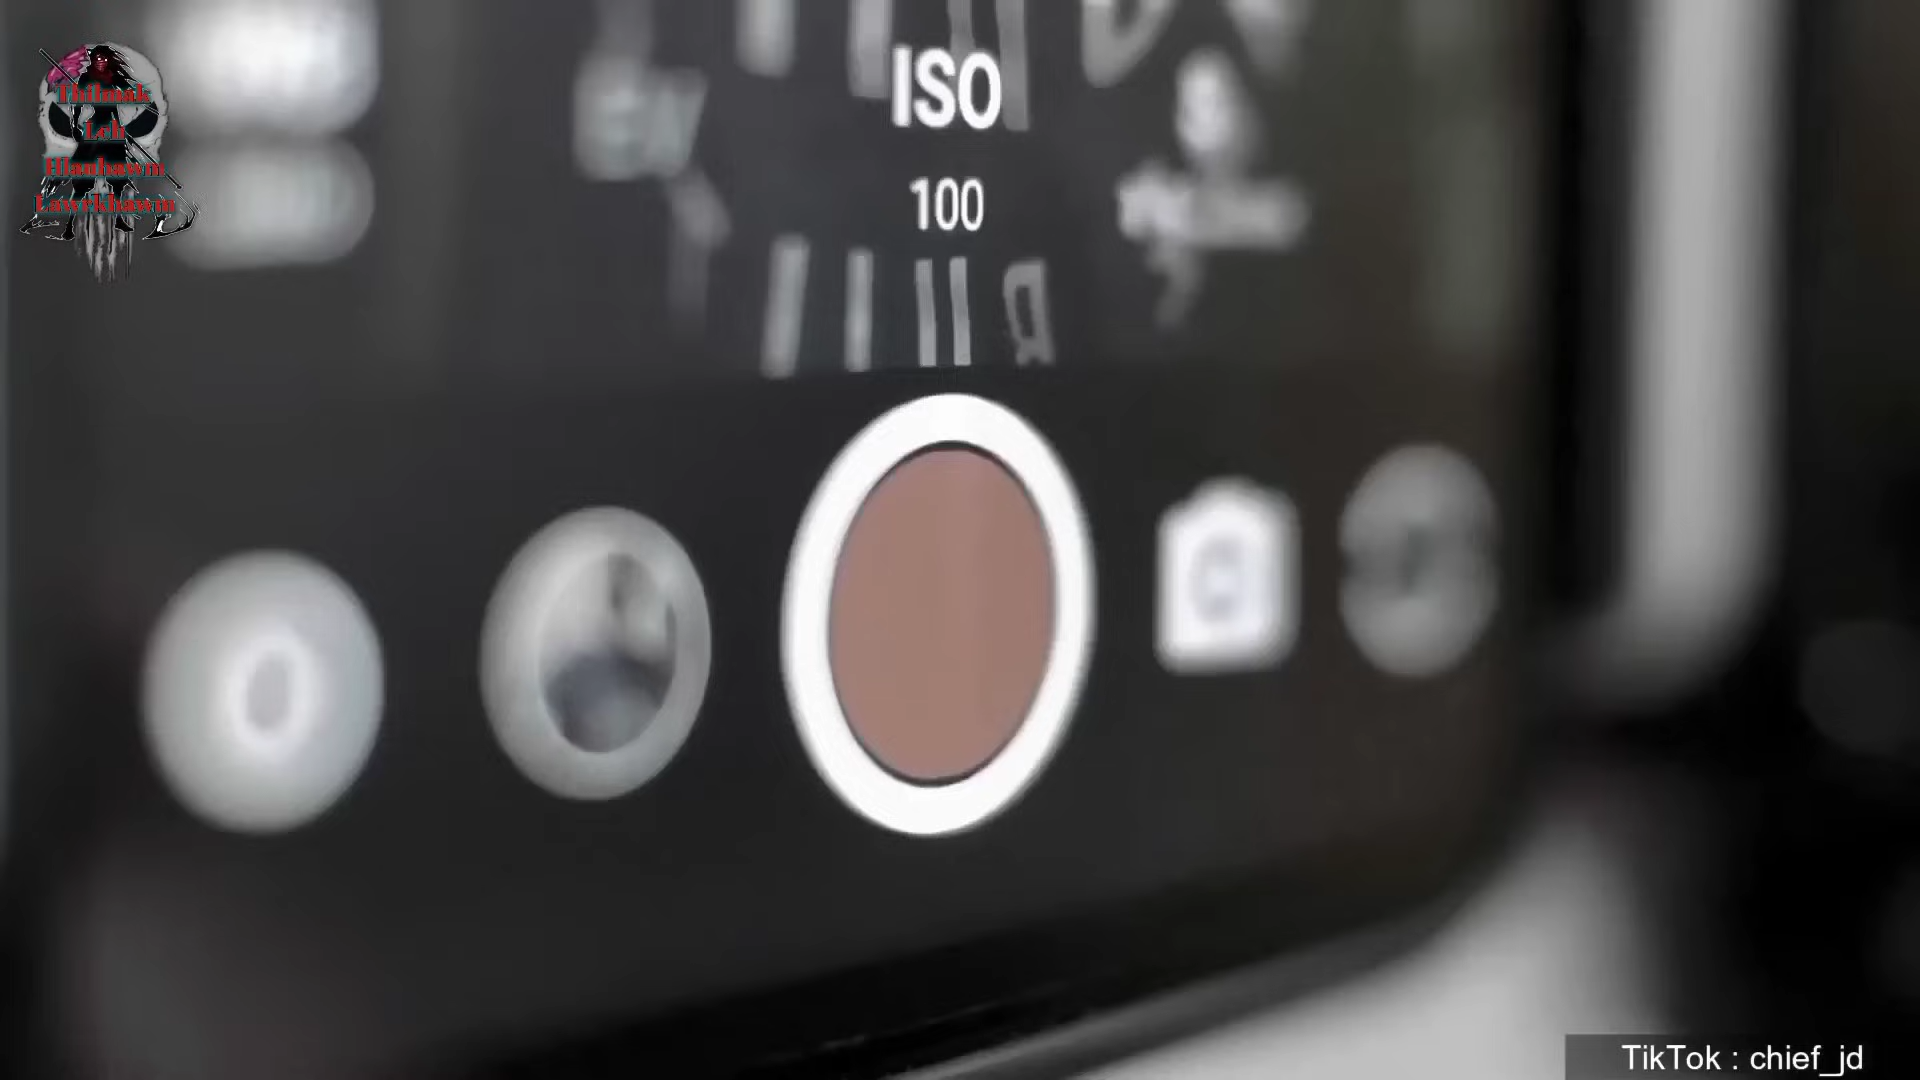 Thilmak
Leh
Hlauhawm
Lawrkhawm
ISO
100
TikTok : chief_jd